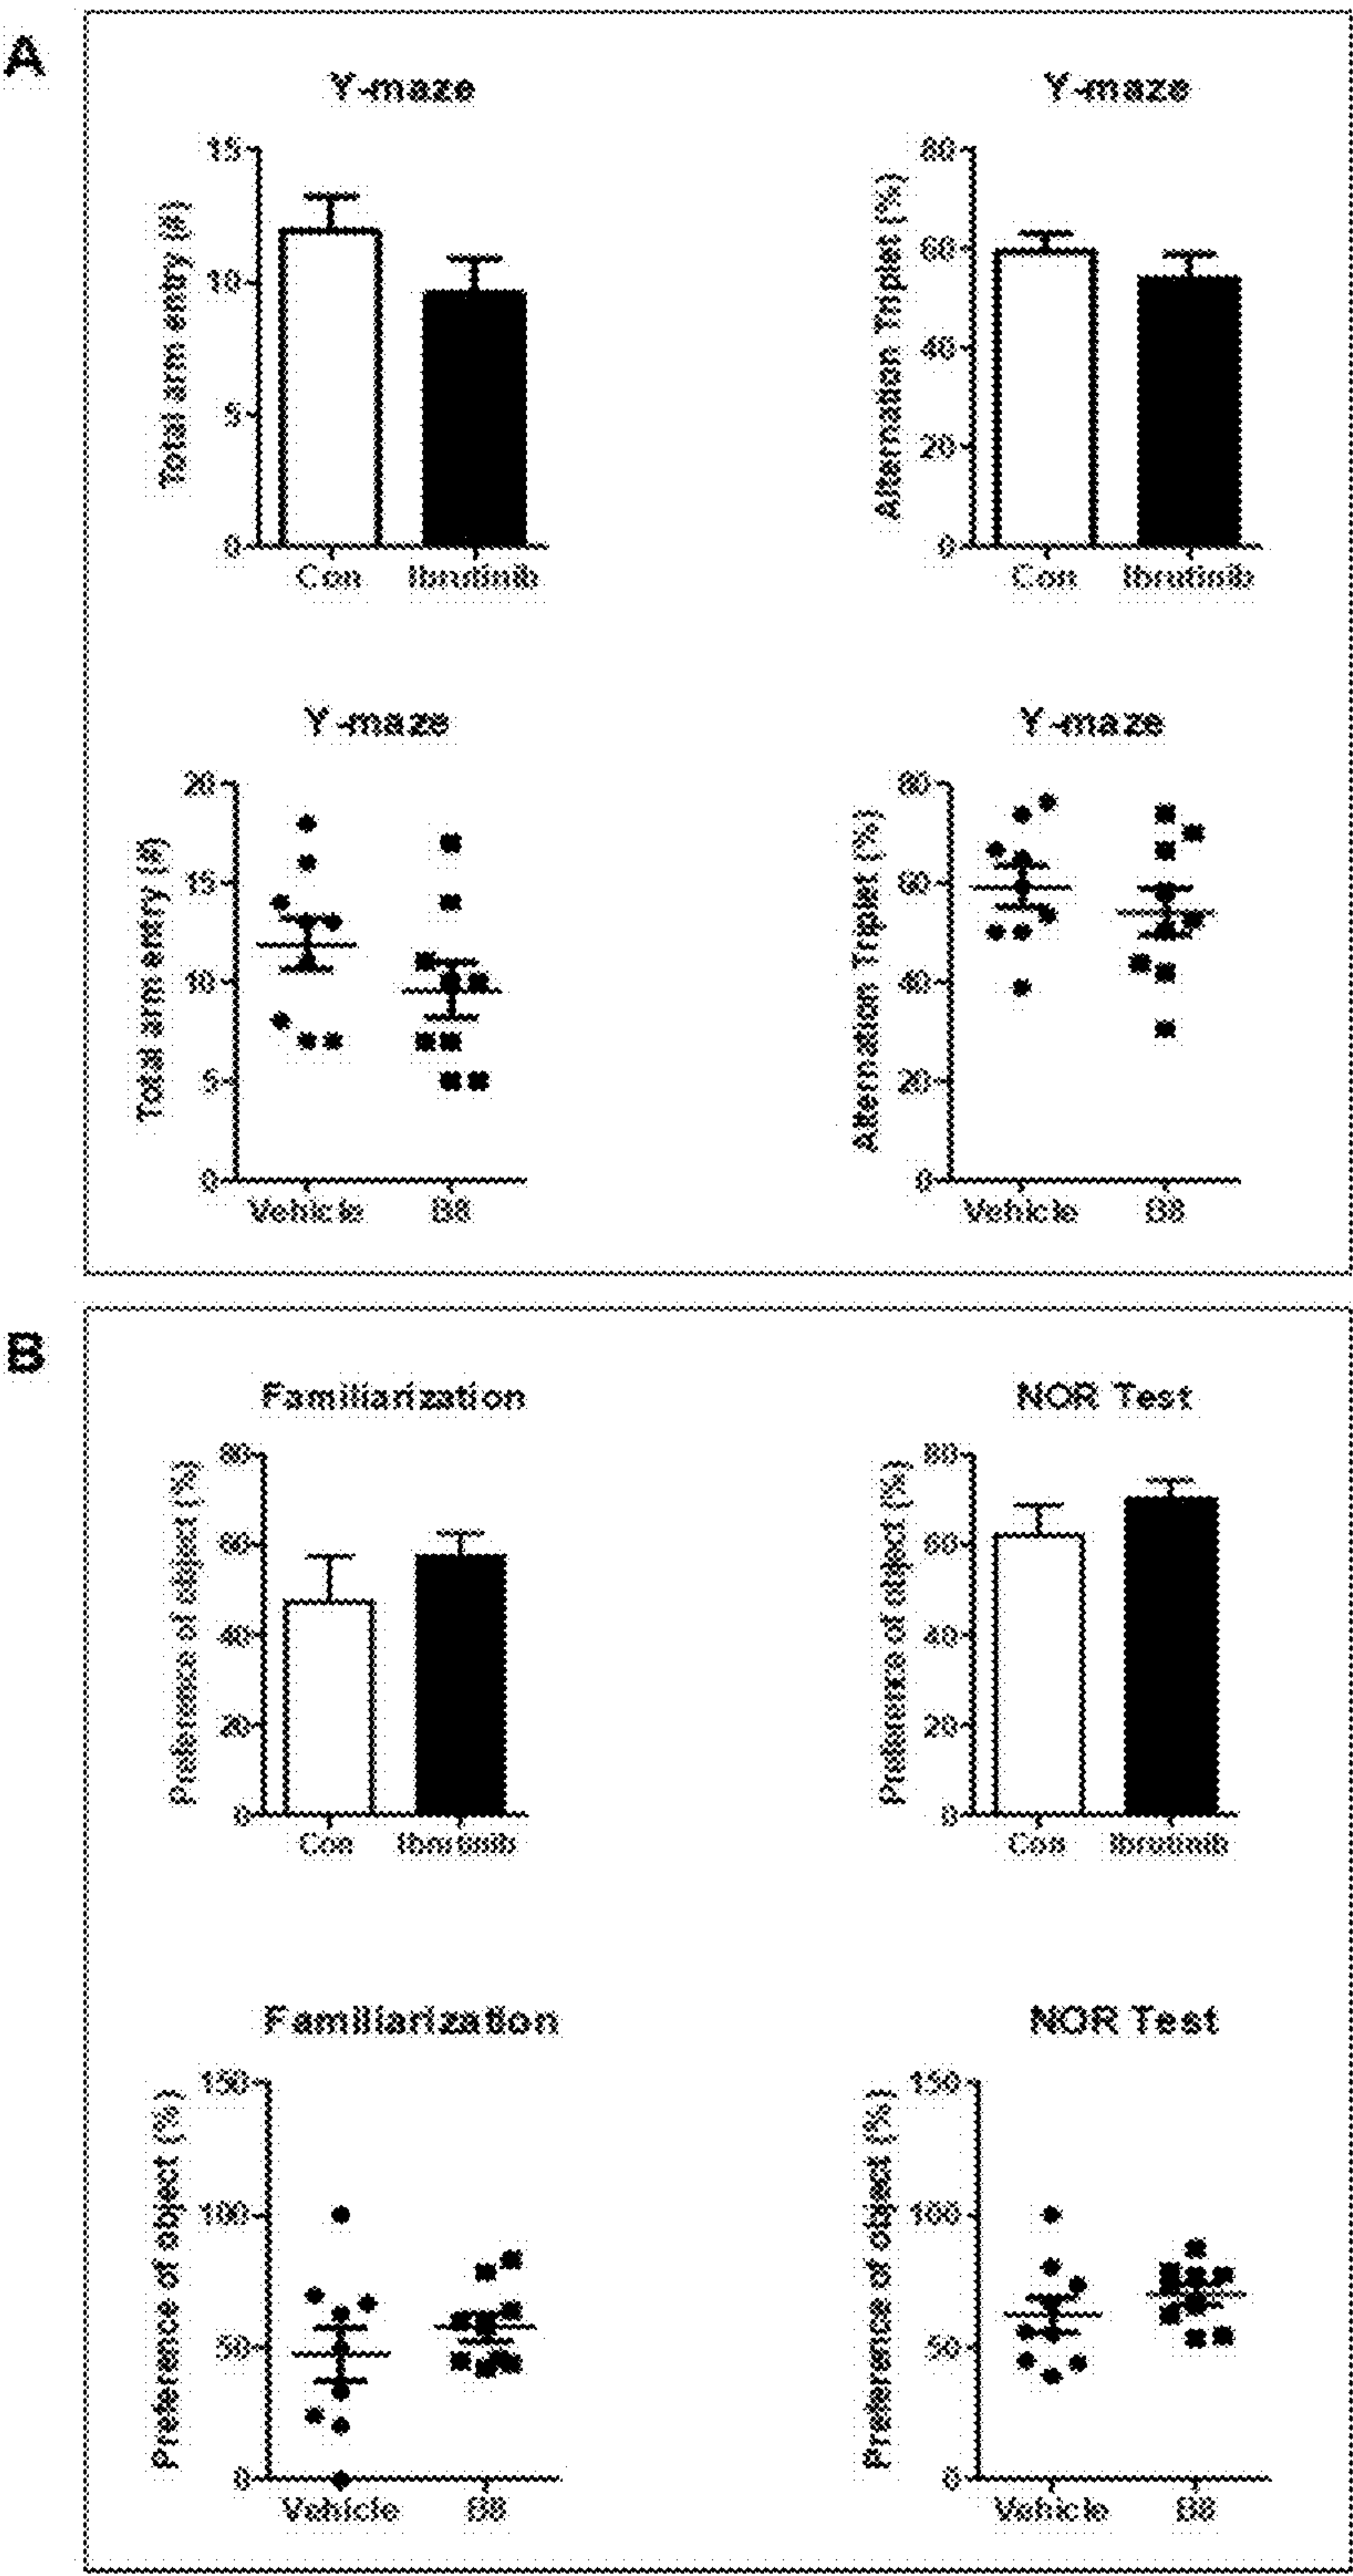 A
Y-maze
Total arm entry (#)
15
10
5
0
Con
Ibrutinib
Y-maze
Alternation Triplet (%)
80
60
40
20
0
Con
Ibrutinib
Y-maze
Total arm entry (#)
20
15
10
5
0
Vehicle
D8
Y-maze
Alternation Triplet (%)
80
60
40
20
0
Vehicle
D8
B
Familiarization
Preference of object (%)
80
60
40
20
0
Con
Ibrutinib
NOR Test
Preference of object (%)
80
60
40
20
0
Con
Ibrutinib
Familiarization
Preference of object (%)
150
100
50
0
Vehicle
D8
NOR Test
Preference of object (%)
150
100
50
0
Vehicle
D8